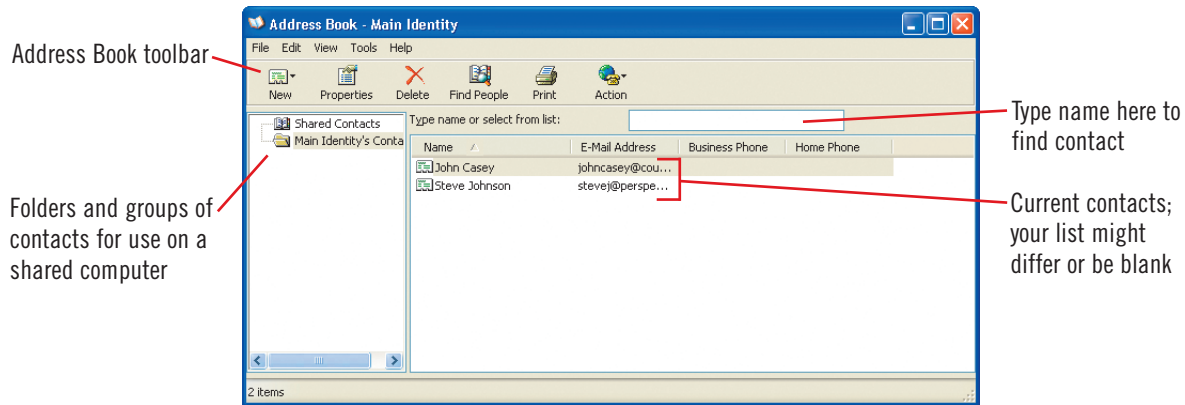 Address Book - Main Identity
File Edit View Tools Help
Address Book toolbar
New Properties Delete Find People Print Action
Shared Contacts
Main Identity's Conta
Type name or select from list:
Type name here to
find contact
Name E-Mail Address Business Phone Home Phone
John Casey johncasey@cou...
Steve Johnson stevej@perspe...
Folders and groups of
contacts for use on a
shared computer
Current contacts;
your list might
differ or be blank
2 items